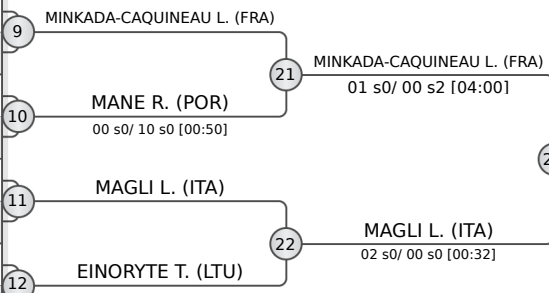 MINKADA-CAQUINEAU L. (FRA)
9
MINKADA-CAQUINEAU L. (FRA)
21
01 s0/ 00 s2 [04:00]
MANE R. (POR)
10
00 s0/ 10 s0 [00:50]
MAGLI L. (ITA)
11
MAGLI L. (ITA)
22
02 s0/ 00 s0 [00:32]
EINORYTE T. (LTU)
12